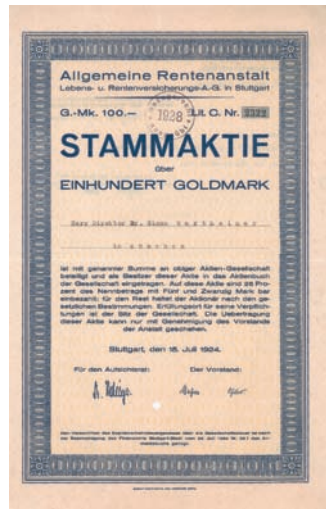 Allgemeine Rentenanstalt
Lebens- u. Rentenversicherungs-A.-G. in Stuttgart
G.-Mk. 100.— Lit. C. Nr.
1938
STAMMAKTIE
über
EINHUNDERT GOLDMARK
Herr Direktor Dr.
in München
ist mit genannter Summe an obiger Aktien-Gesellschaft
beteiligt und als Besitzer dieser Aktie in das Aktienbuch
der Gesellschaft eingetragen. Auf diese Aktie sind 25 Pro-
zent des Nennbetrags mit Fünf und Zwanzig Mark bar
einbezahlt; für den Rest haftet der Aktionär nach den ge-
setzlichen Bestimmungen. Erfüllungsort für seine Verpflich-
tungen ist der Sitz der Gesellschaft. Die Uebertragung
dieser Aktie kann nur mit Genehmigung des Vorstands
der Anstalt geschehen.
Stuttgart, den 15. Juli 1924.
Für den Aufsichtsrat: Der Vorstand: